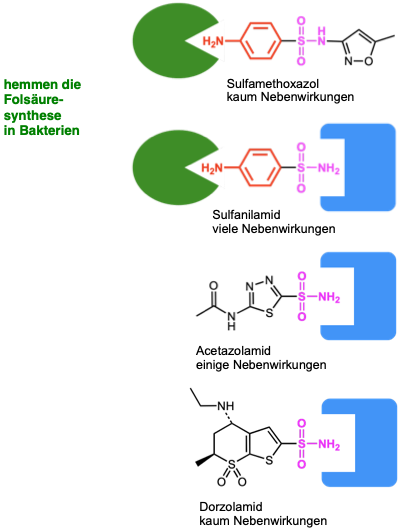 H₂N
O
S
O
H
N
N
O
Sulfamethoxazol
kaum Nebenwirkungen
hemmen die
Folsäure-
synthese
in Bakterien
H₂N
O
S
O
NH₂
Sulfanilamid
viele Nebenwirkungen
O
N
H
N
N
S
O
S
O
NH₂
Acetazolamid
einige Nebenwirkungen
HN
S
O
O
S
O
S
O
NH₂
Dorzolamid
kaum Nebenwirkungen